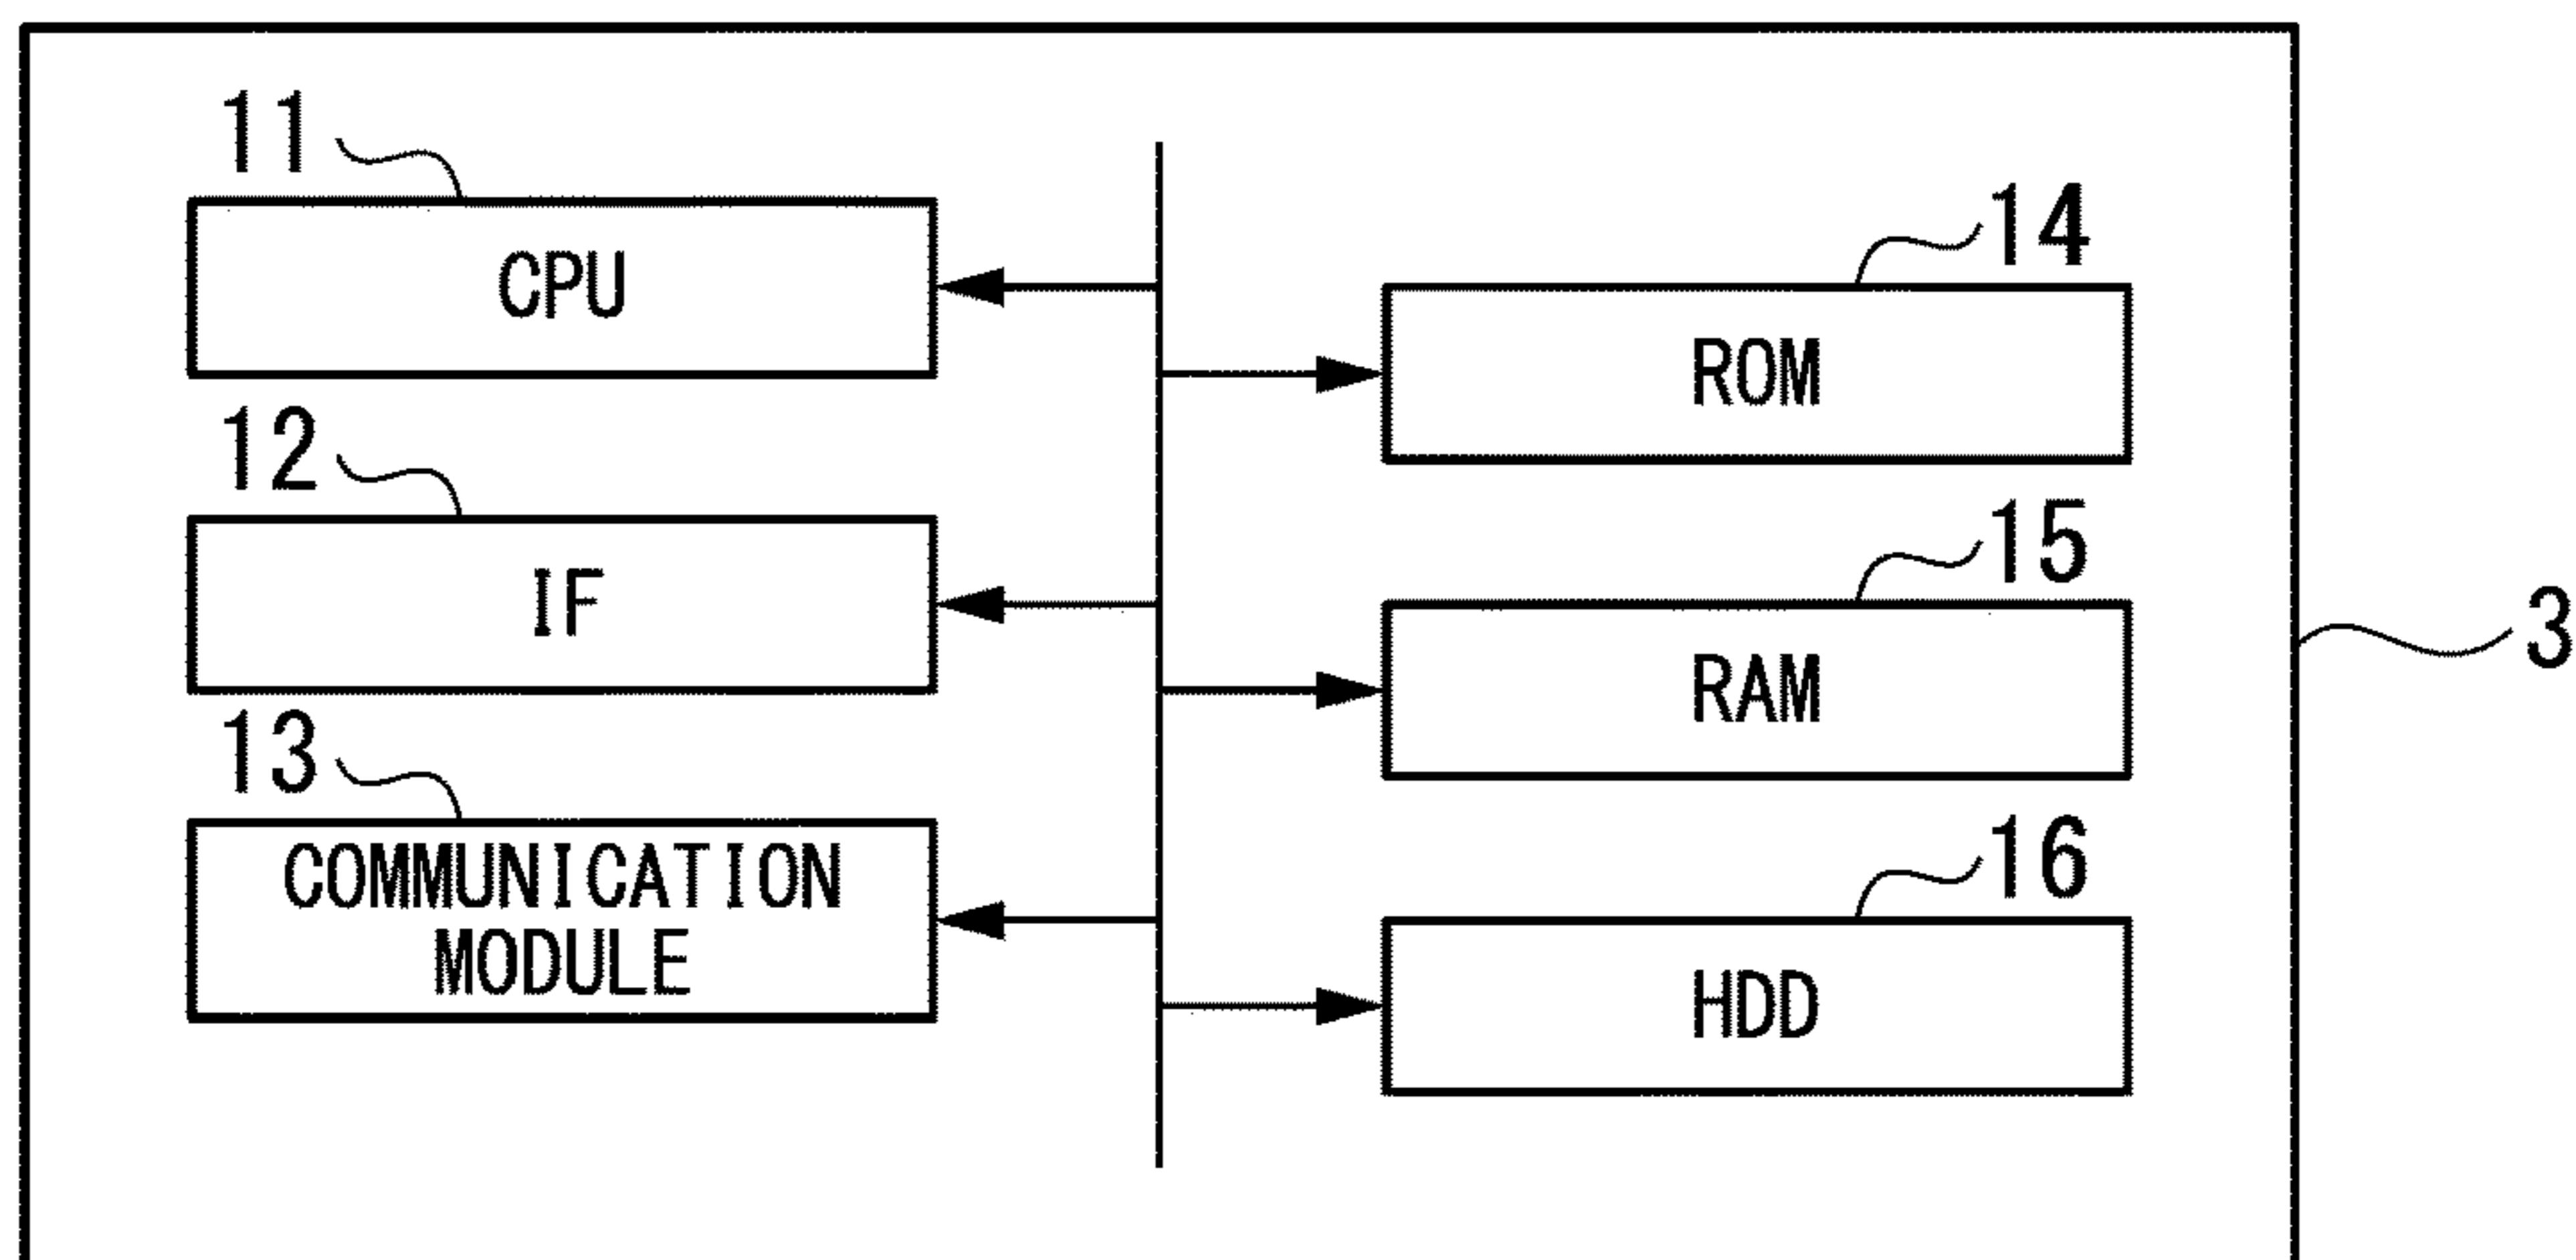 11
CPU
14
ROM
12
IF
15
RAM
3
13
COMMUNICATION
MODULE
16
HDD